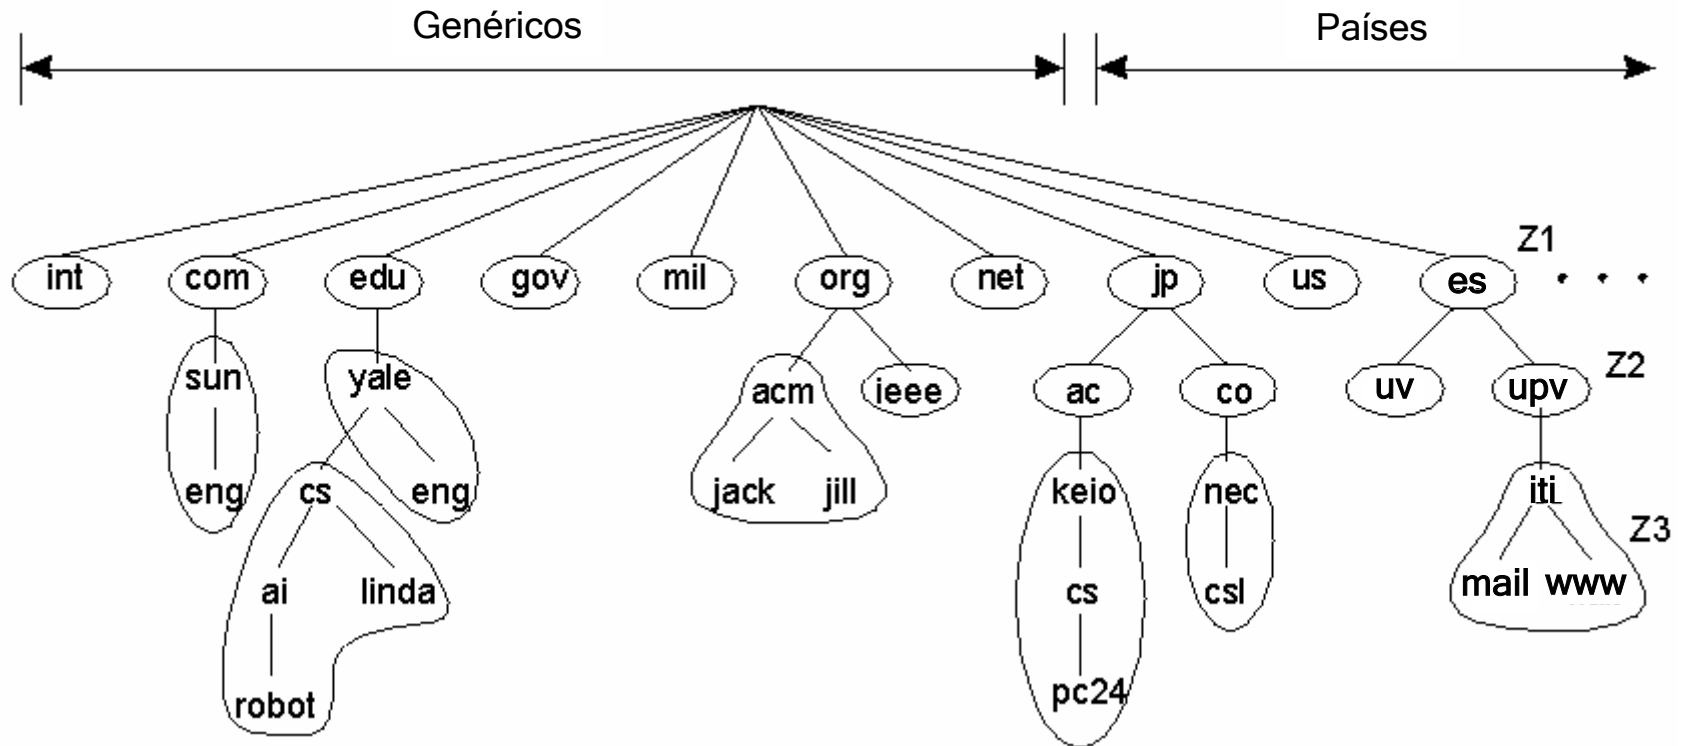 Genéricos Países
Z1
int com edu gov mil org net jp us es . . .
Z2
sun yale acm ieee ac co uv upv
eng cs eng jack jill keio nec iti
Z3
ai linda cs csl mail www
robot pc24